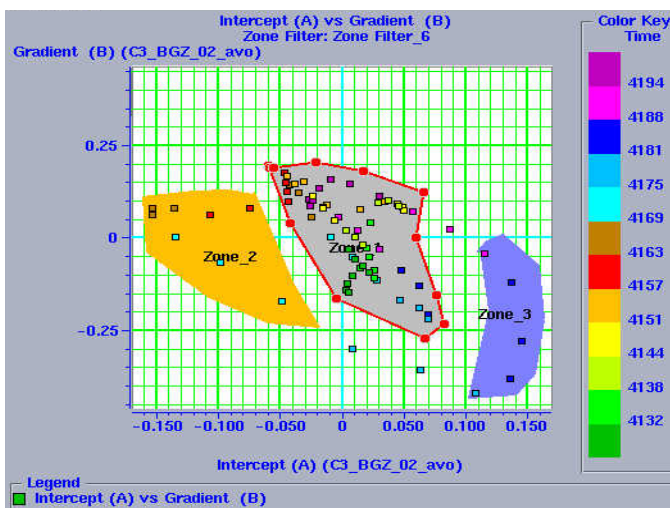 Intercept (A) vs Gradient (B)
Zone Filter: Zone Filter_6
Gradient (B) (C3_BGZ_02_avo)
Color Key
Time
0.25
0
-0.25
Zone_2
Zone_1
Zone_3
-0.150 -0.100 -0.050 0 0.050 0.100 0.150
Intercept (A) (C3_BGZ_02_avo)
4194
4188
4181
4175
4169
4163
4157
4151
4144
4138
4132
Legend
Intercept (A) vs Gradient (B)